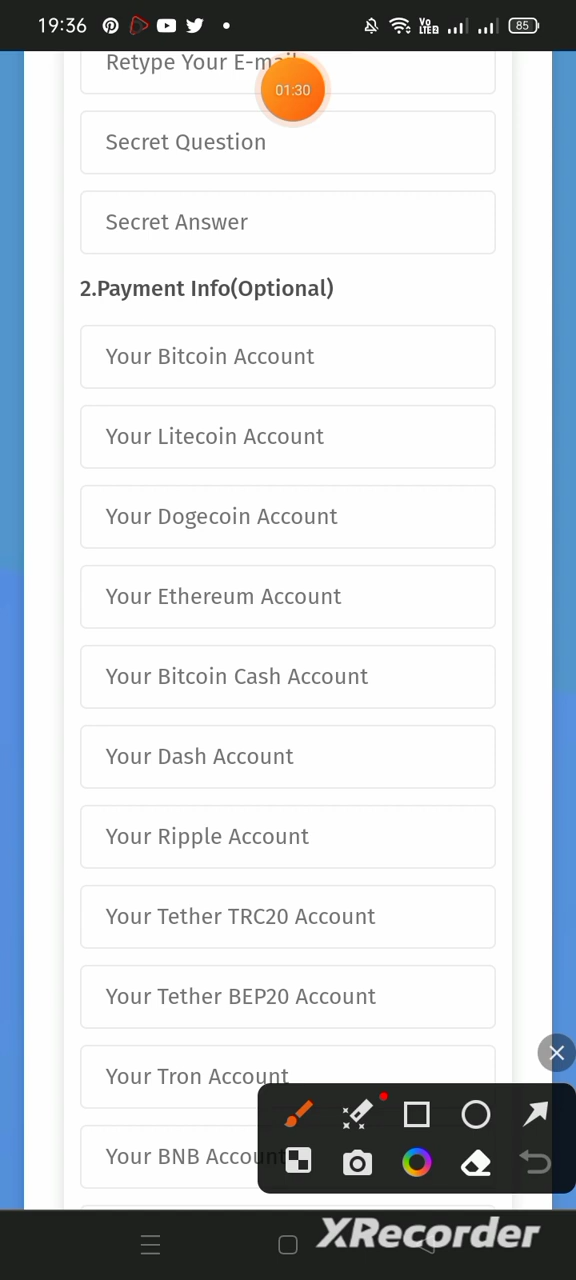 19:36
Vo
LTE2
85
Retype Your E-mail
01:30
Secret Question
Secret Answer
2.Payment Info(Optional)
Your Bitcoin Account
Your Litecoin Account
Your Dogecoin Account
Your Ethereum Account
Your Bitcoin Cash Account
Your Dash Account
Your Ripple Account
Your Tether TRC20 Account
Your Tether BEP20 Account
Your Tron Account
Your BNB Account
XRecorder